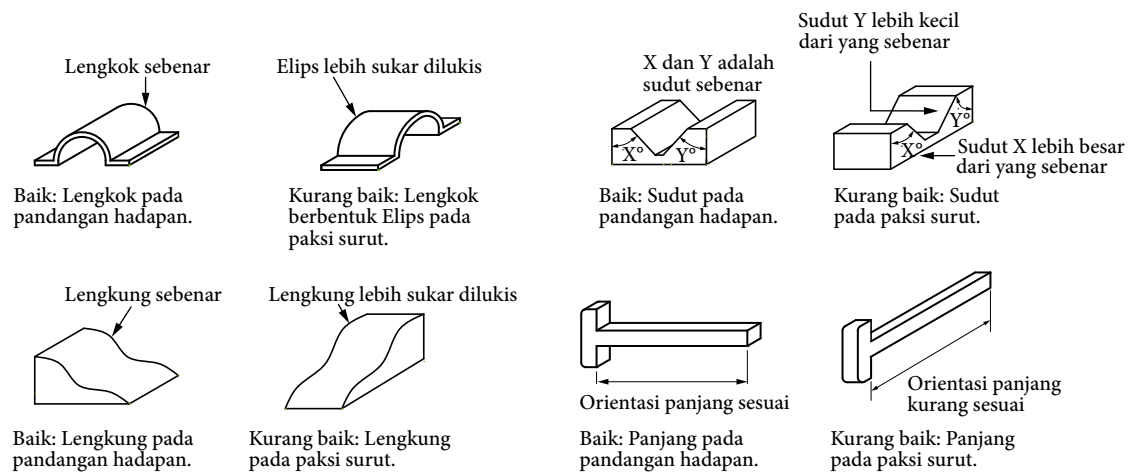 Lengkok sebenar
Baik: Lengkok pada
pandangan hadapan.
Elips lebih sukar dilukis
Kurang baik: Lengkok
berbentuk Elips pada
paksi surut.
X dan Y adalah
sudut sebenar
X°
Y°
Baik: Sudut pada
pandangan hadapan.
Sudut Y lebih kecil
dari yang sebenar
Y°
X°
Sudut X lebih besar
dari yang sebenar
Kurang baik: Sudut
pada paksi surut.
Lengkung sebenar
Baik: Lengkung pada
pandangan hadapan.
Lengkung lebih sukar dilukis
Kurang baik: Lengkung
pada paksi surut.
Orientasi panjang sesuai
Baik: Panjang pada
pandangan hadapan.
Orientasi panjang
kurang sesuai
Kurang baik: Panjang
pada paksi surut.